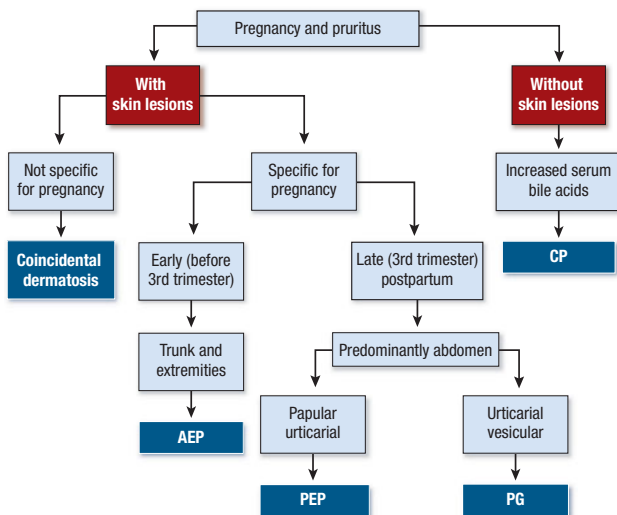 Pregnancy and pruritus
With
skin lesions
Without
skin lesions
Not specific
for pregnancy
Specific for
pregnancy
Increased serum
bile acids
Coincidental
dermatosis
Early (before
3rd trimester)
Late (3rd trimester)
postpartum
CP
Trunk and
extremities
Predominantly abdomen
AEP
Papular
urticarial
Urticarial
vesicular
PEP
PG